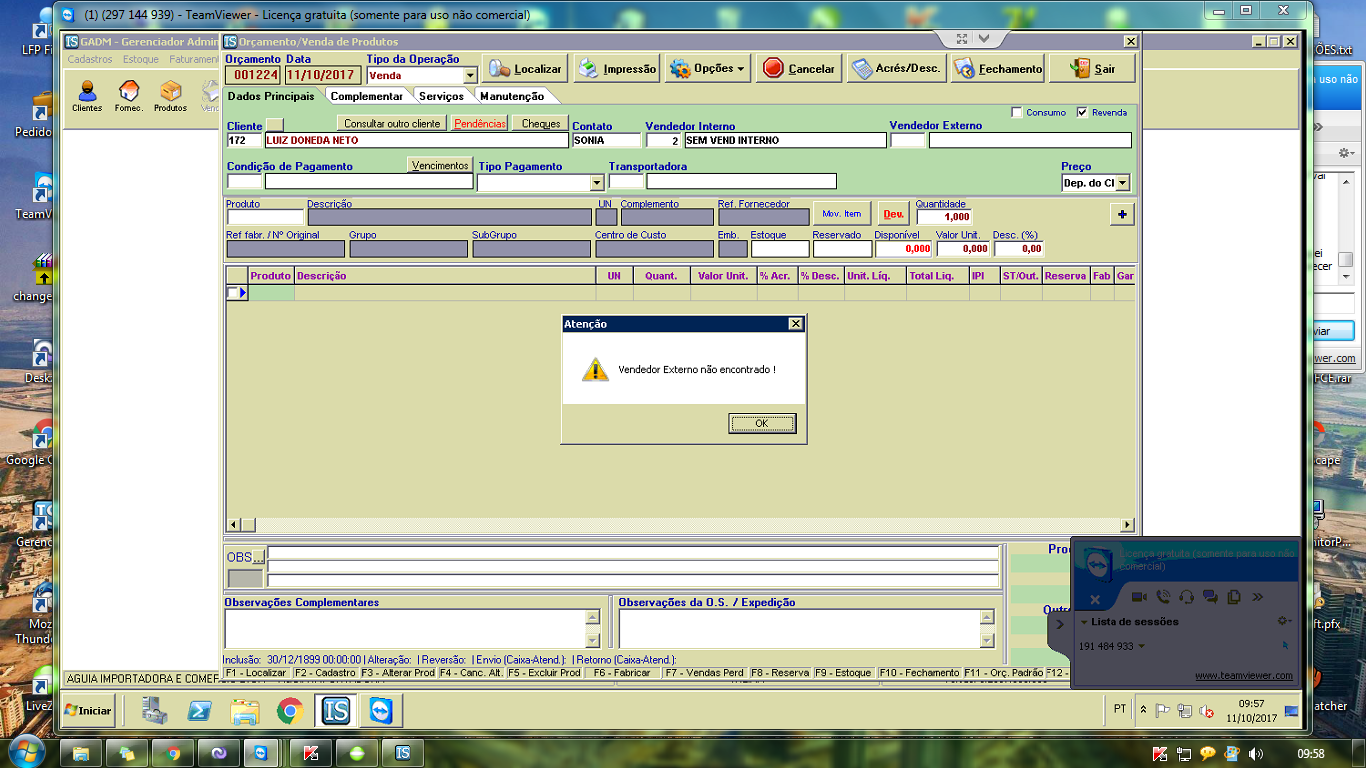 (1) (297 144 939) - TeamViewer - Licença gratuita (somente para uso não comercial)
LFP Fi
ÕES.txt
GADM - Gerenciador Admin
Orçamento/Venda de Produtos
Cadastros Estoque Faturament
Orçamento Data Tipo da Operação
001224 11/10/2017 Venda
Localizar Impressão Opções Cancelar Acrés/Desc. Fechamento Sair
Clientes Fornec. Produtos
Dados Principais Complementar Serviços Manutenção
a uso não
Consumo Revenda
Cliente Consultar outro cliente Pendências Cheques Contato Vendedor Interno Vendedor Externo
172 LUIZ DONEDA NETO SONIA 2 SEM VEND INTERNO
Pedido
Condição de Pagamento Vencimentos Tipo Pagamento Transportadora Preço
Dep. do Cl
Produto Descrição UN Complemento Ref. Fornecedor Mov. Item Dev. Quantidade
1,000
TeamV
Ref fabr. / Nº Original Grupo SubGrupo Centro de Custo Emb. Estoque Reservado Disponível Valor Unit. Desc. (%)
0,000 0,000 0,00
ei
ecer
Produto Descrição UN Quant. Valor Unit. % Acr. % Desc. Unit. Líq. Total Liq. IPI ST/Out. Reserva Fab Gar
change
Atenção
Vendedor Externo não encontrado !
OK
viar
wer.com
Desk
FCE.rar
Google C
cape
Gerenc
nitorP...
OBS...
Proc
Licença gratuita (somente para uso não comercial)
Observações Complementares Observações da O.S. / Expedição
Outro
Lista de sessões
191 484 933
www.teamviewer.com
Moz
Thunde
ft.pfx
Inclusão: 30/12/1899 00:00:00 | Alteração: | Reversão: | Envio (Caixa-Atend.): | Retorno (Caixa-Atend.):
F1 - Localizar F2 - Cadastro F3 - Alterar Prod F4 - Canc. Alt. F5 - Excluir Prod F6 - Fabricar F7 - Vendas Perd F8 - Reserva F9 - Estoque F10 - Fechamento F11 - Orç. Padrão F12 -
AGUIA IMPORTADORA E COMER
LiveZ
atcher
Iniciar
PT
09:57
11/10/2017
09:58